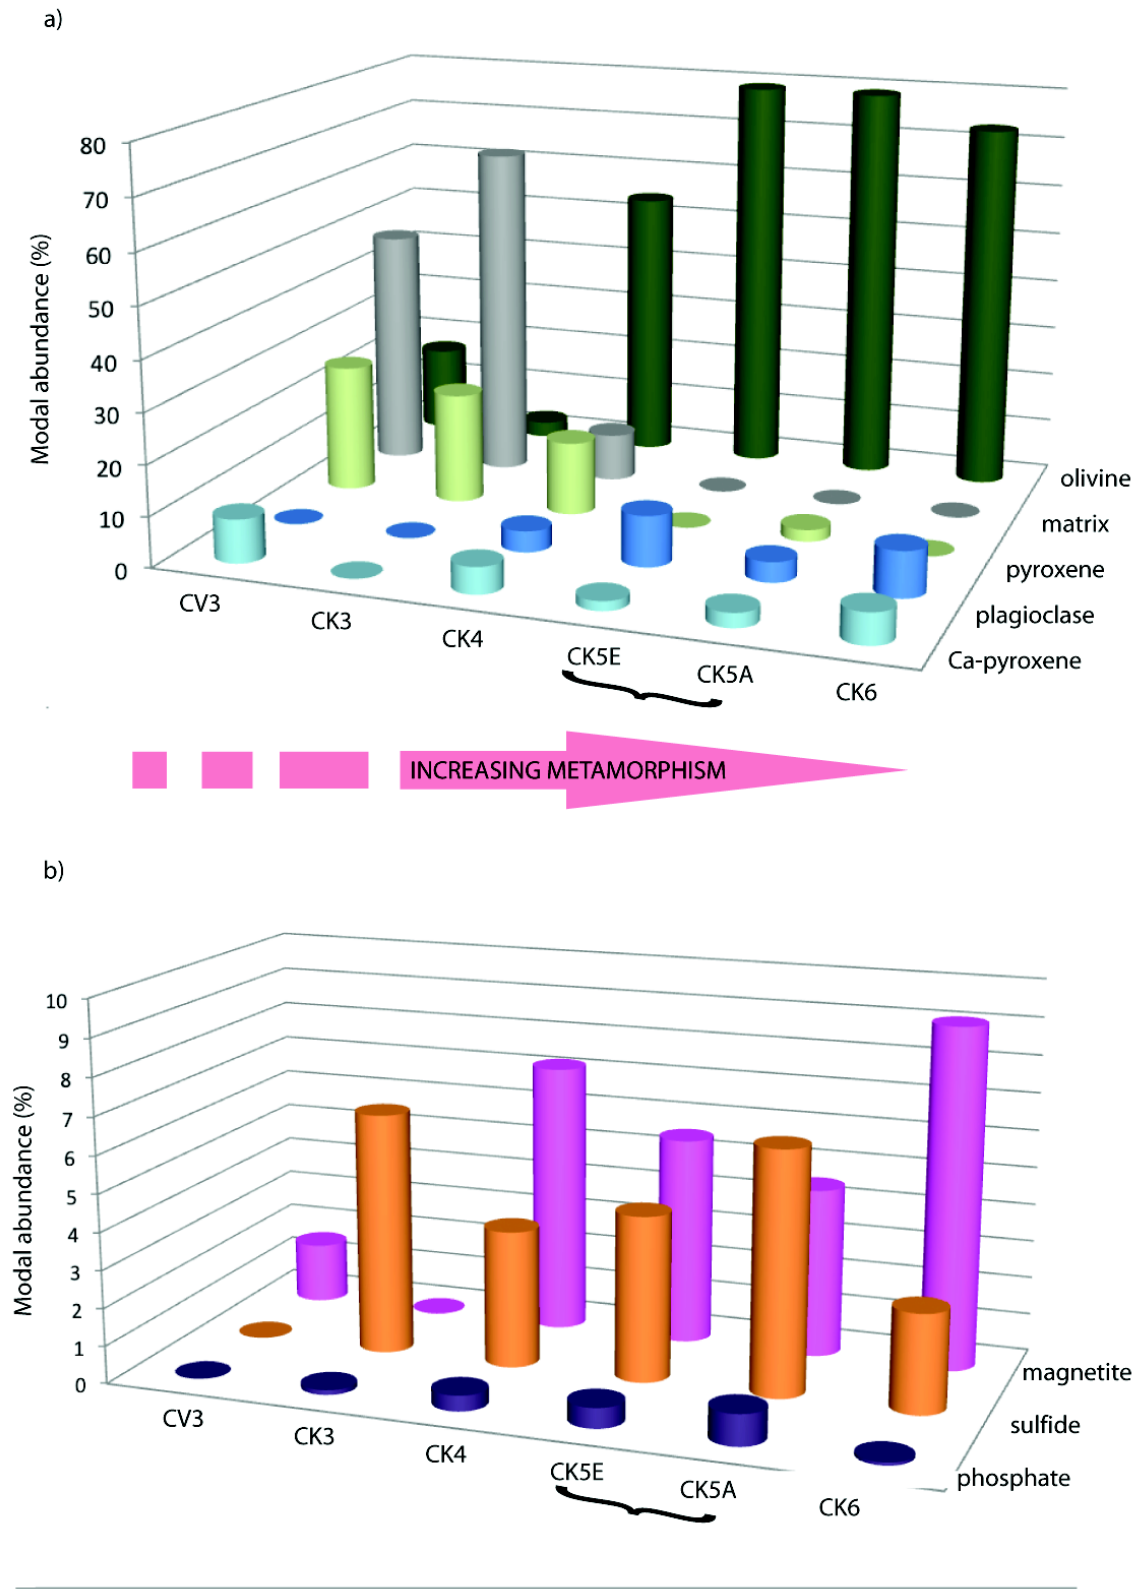 a)
80
70
60
50
40
30
20
10
0
Modal abundance (%)
CV3
CK3
CK4
CK5E
CK5A
CK6
olivine
matrix
pyroxene
plagioclase
Ca-pyroxene
INCREASING METAMORPHISM
b)
10
9
8
7
6
5
4
3
2
1
0
Modal abundance (%)
CV3
CK3
CK4
CK5E
CK5A
CK6
magnetite
sulfide
phosphate